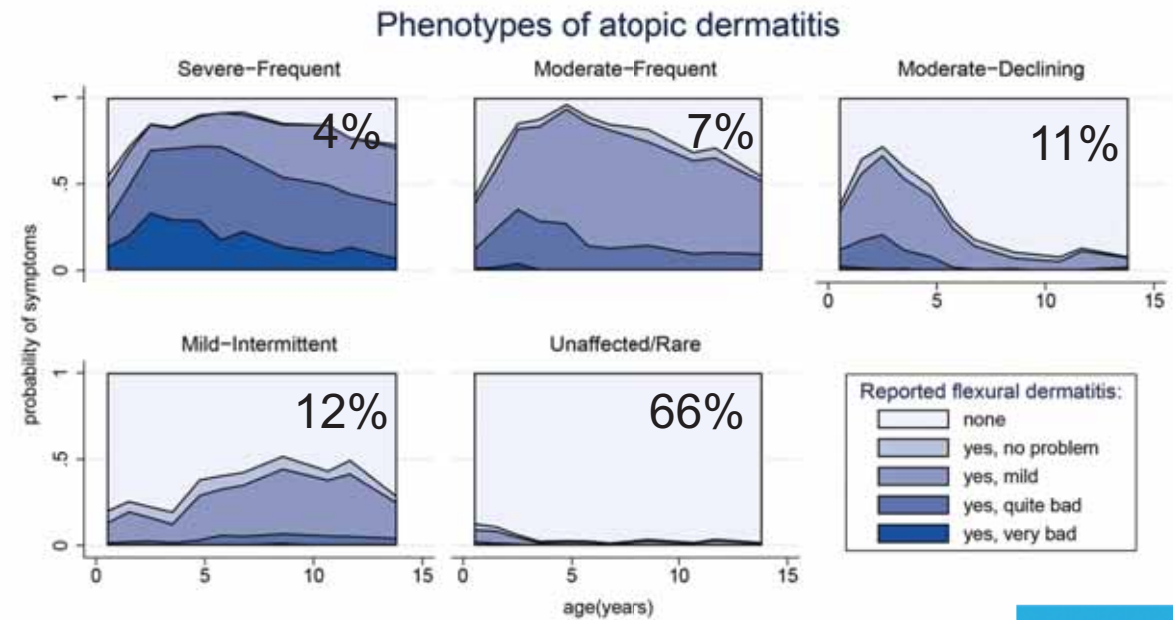 Phenotypes of atopic dermatitis
Severe−Frequent
Moderate−Frequent
Moderate−Declining
1
.5
0
4%
7%
11%
0 5 10 15
Mild−Intermittent
Unaffected/Rare
1
.5
0
12%
66%
0 5 10 15
0 5 10 15
probability of symptoms
age(years)
Reported flexural dermatitis:
none
yes, no problem
yes, mild
yes, quite bad
yes, very bad